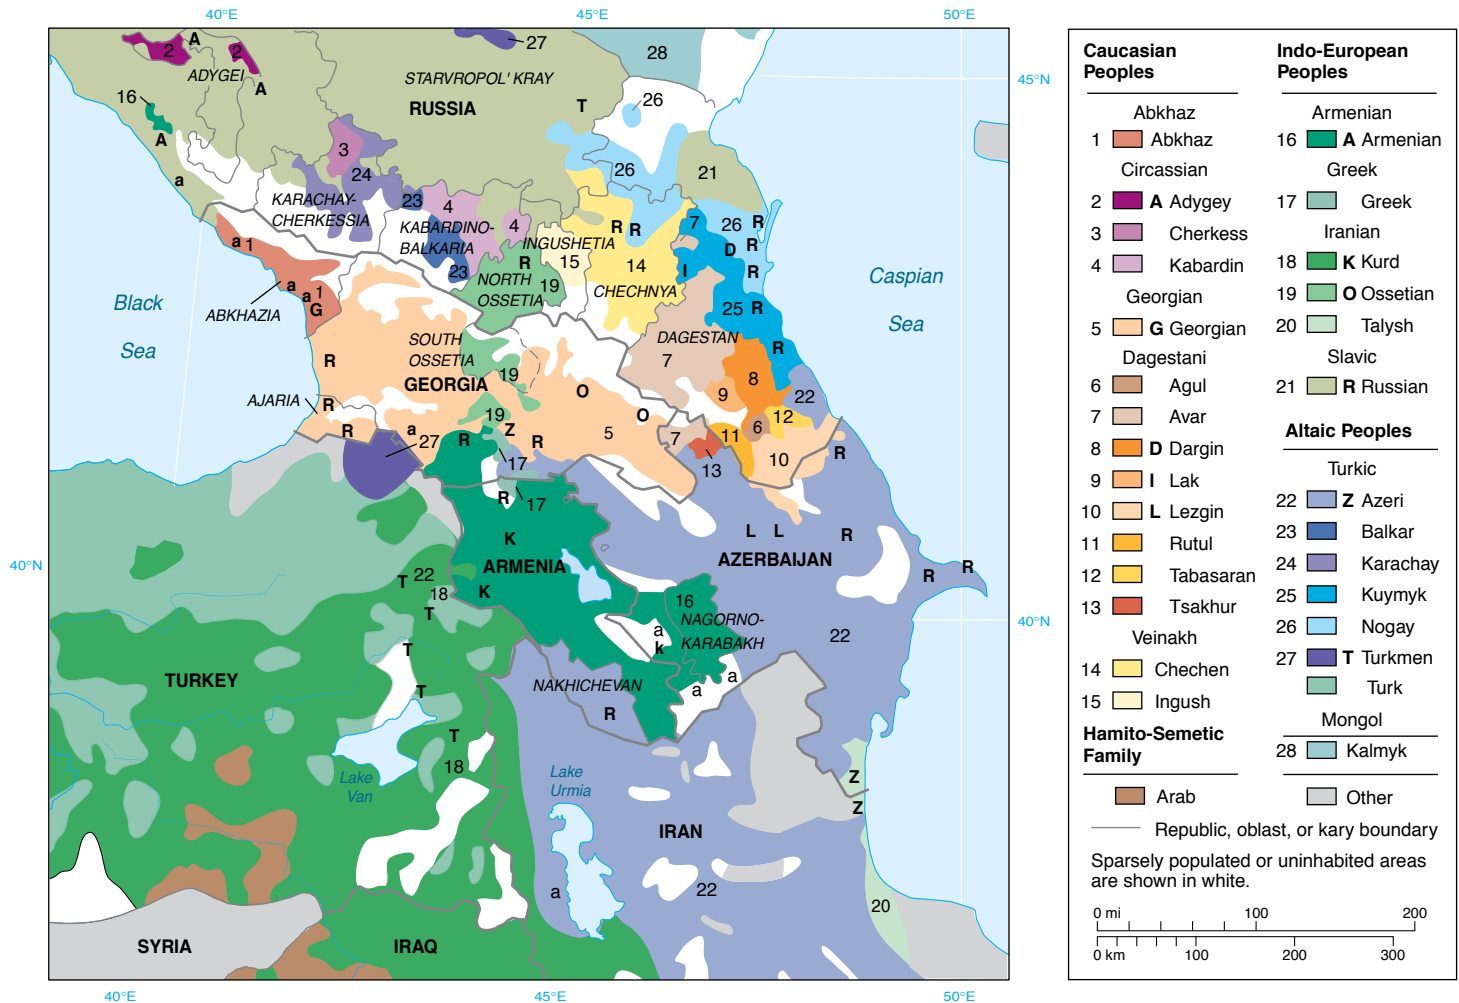 40°E
45°E
50°E
2
A
2
27
28
ADYGEI
STARVROPOL' KRAY
45°N
A
16
RUSSIA
T
26
A
3
26
21
a
24
KARACHAY-
CHERKESSIA
23
4
KABARDINO-
BALKARIA
4
R
R
7
26
R
INGUSHETIA
D
R
a
1
R
15
14
I
R
23
NORTH
OSSETIA
19
CHECHNYA
Black
Sea
Caspian
Sea
a
a
1
G
ABKHAZIA
25
R
DAGESTAN
SOUTH
OSSETIA
R
R
7
19
8
GEORGIA
O
9
22
AJARIA
R
O
12
19
6
R
a
27
R
Z
R
5
7
11
17
13
10
R
R
17
L
L
R
K
AZERBAIJAN
40°N
ARMENIA
R
R
T
22
18
K
T
16
NAGORNO-
KARABAKH
40°N
a
k
22
T
TURKEY
a
a
NAKHICHEVAN
T
R
T
18
Z
Lake
Van
Lake
Urmia
Z
IRAN
22
a
20
SYRIA
IRAQ
40°E
45°E
50°E
Caucasian
Peoples
Abkhaz
1 Abkhaz
Circassian
2 A Adygey
3 Cherkess
4 Kabardin
Georgian
5 G Georgian
Dagestani
6 Agul
7 Avar
8 D Dargin
9 I Lak
10 L Lezgin
11 Rutul
12 Tabasaran
13 Tsakhur
Veinakh
14 Chechen
15 Ingush
Hamito-Semetic
Family
Arab
Indo-European
Peoples
Armenian
16 A Armenian
Greek
17 Greek
Iranian
18 K Kurd
19 O Ossetian
20 Talysh
Slavic
21 R Russian
Altaic Peoples
Turkic
22 Z Azeri
23 Balkar
24 Karachay
25 Kuymyk
26 Nogay
27 T Turkmen
Turk
Mongol
28 Kalmyk
Other
Republic, oblast, or kary boundary
Sparsely populated or uninhabited areas
are shown in white.
0 mi 100 200
0 km 100 200 300